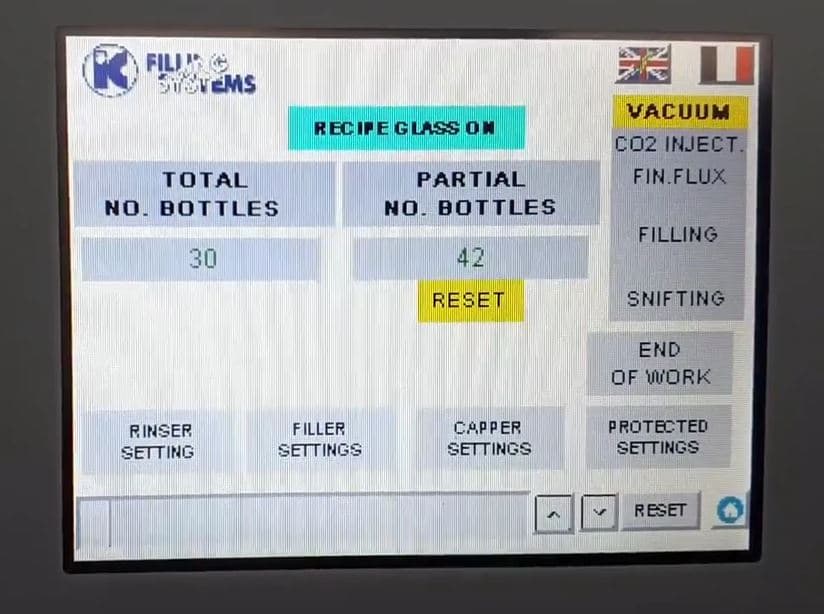 K FILLING
SYSTEMS
RECIPE GLASS ON
VACUUM
CO2 INJECT.
FIN.FLUX
FILLING
SNIFTING
TOTAL
NO. BOTTLES
PARTIAL
NO. BOTTLES
30
42
RESET
END
OF WORK
RINSER
SETTING
FILLER
SETTINGS
CAPPER
SETTINGS
PROTECTED
SETTINGS
RESET